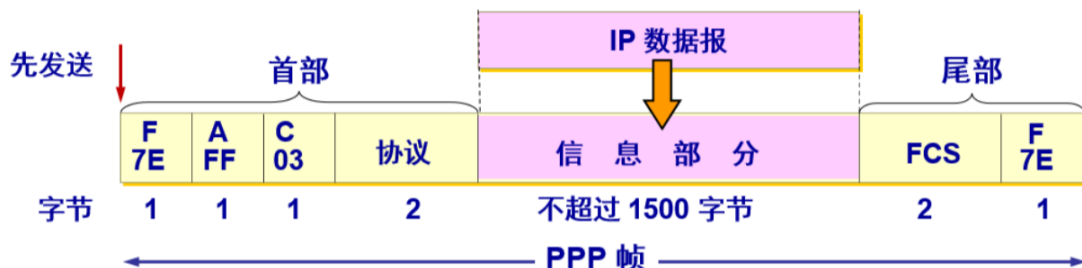 IP 数据报
先发送
首部
尾部
F A C
7E FF 03 协议 信 息 部 分 FCS F 7E
字节 1 1 1 2 不超过 1500 字节 2 1
PPP 帧